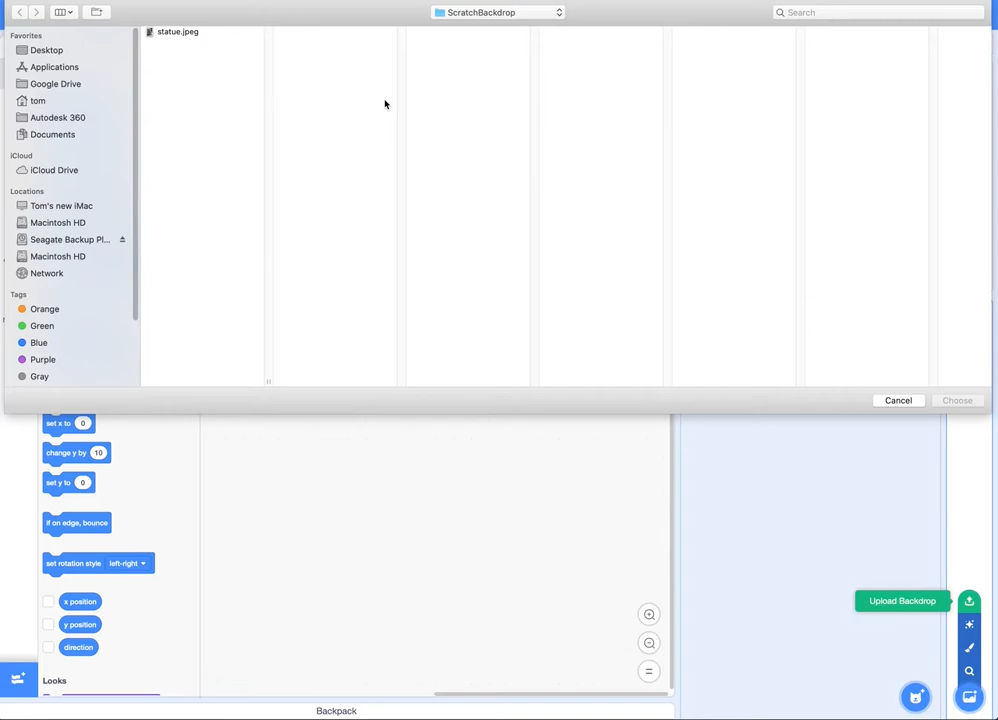 ScratchBackdrop
Search
Favorites
statue.jpeg
Desktop
Applications
Google Drive
tom
Autodesk 360
Documents
iCloud
iCloud Drive
Locations
Tom's new iMac
Macintosh HD
Seagate Backup Pl...
Macintosh HD
Network
Tags
Orange
Green
Blue
Purple
Gray
Cancel
Choose
set x to 0
change y by 10
set y to 0
if on edge, bounce
set rotation style left-right
x position
y position
direction
Upload Backdrop
Looks
Backpack